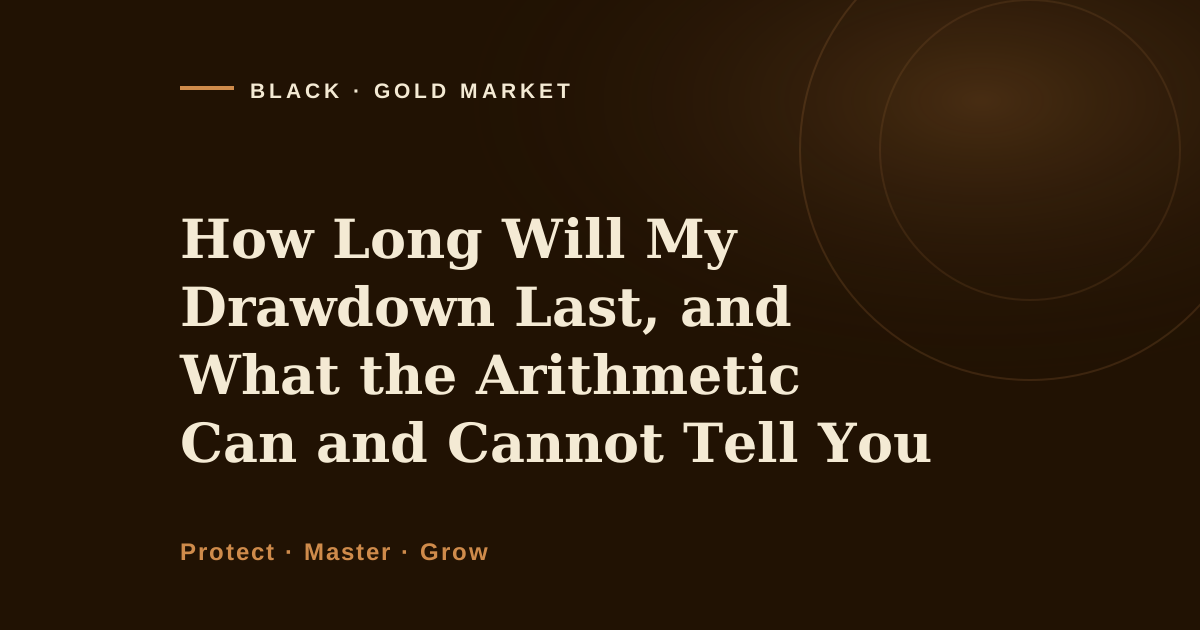 BLACK · GOLD MARKET
How Long Will My
Drawdown Last, and
What the Arithmetic
Can and Cannot Tell You
Protect · Master · Grow